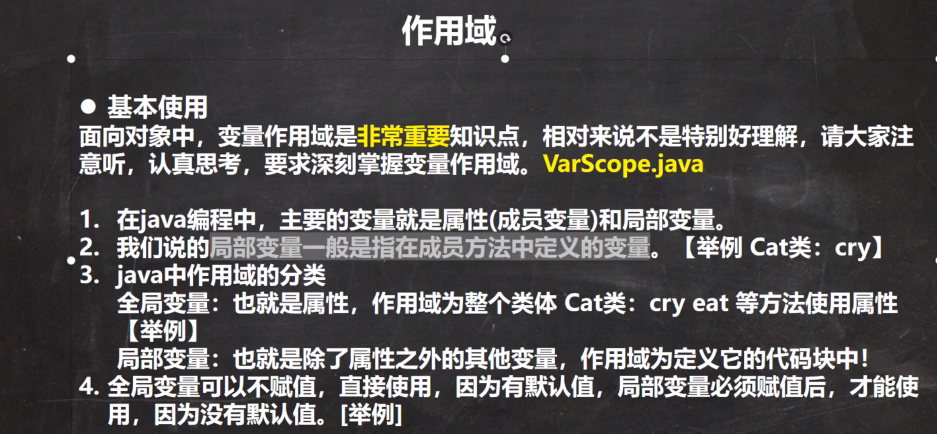 作用域。
● 基本使用
面向对象中，变量作用域是非常重要知识点，相对来说不是特别好理解，请大家注
意听，认真思考，要求深刻掌握变量作用域。VarScope.java
1. 在java编程中，主要的变量就是属性(成员变量)和局部变量。
2. 我们说的局部变量一般是指在成员方法中定义的变量。【举例 Cat类：cry】
3. java中作用域的分类
全局变量：也就是属性，作用域为整个类体 Cat类：cry eat 等方法使用属性
【举例】
局部变量：也就是除了属性之外的其他变量，作用域为定义它的代码块中！
4. 全局变量可以不赋值，直接使用，因为有默认值，局部变量必须赋值后，才能使
用，因为没有默认值。[举例]